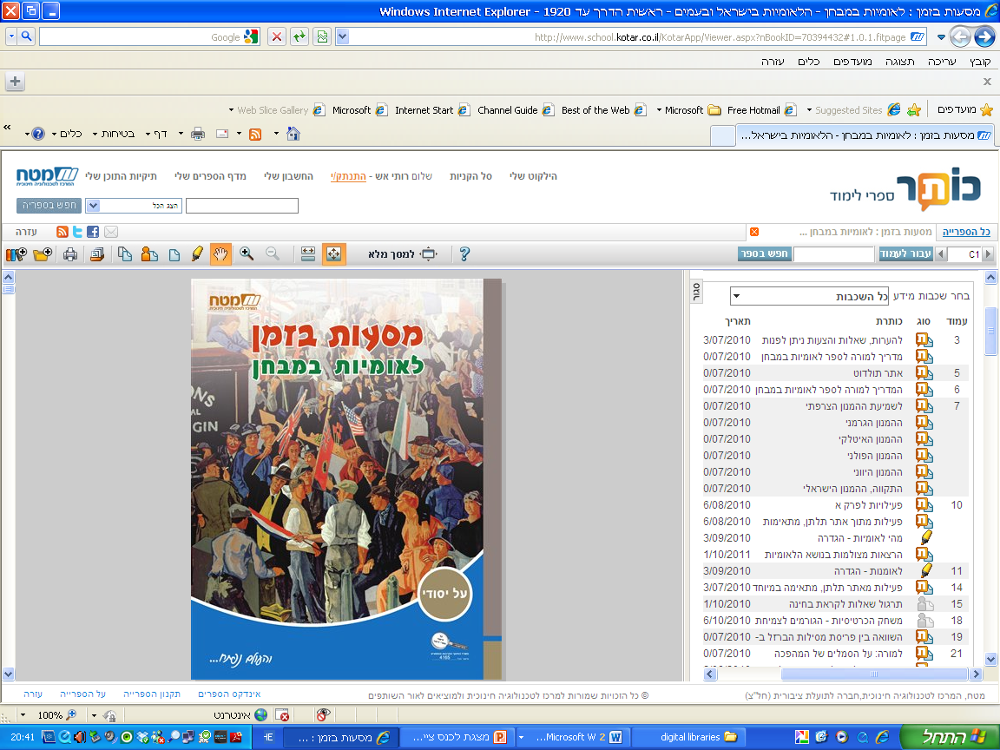 מסעות בזמן : לאומיות במבחן - הלאומיות בישראל ובעמים - ראשית הדרך עד 1920 - Windows Internet Explorer
http://www.school.kotar.co.il/KotarApp/Viewer.aspx?nBookID=70394432#1.0.1.fitpage
Google
קובץ עריכה תצוגה מועדפים כלים עזרה
מועדפים Suggested Sites Free Hotmail Microsoft Best of the Web Channel Guide Internet Start Microsoft Web Slice Gallery
מסעות בזמן : לאומיות במבחן - הלאומיות בישראל...
דף בטיחות כלים
כותר ספרי לימוד
הילקוט שלי סל הקניות שלום רותי אש - התנתק/י החשבון שלי מדף הספרים שלי תיקיות התוכן שלי
מטח
המרכז לטכנולוגיה חינוכית
הצג הכל חפש בספריה
כל הספרייה מסעות בזמן : לאומיות במבחן ...
עזרה
C1 עבור לעמוד חפש בספר
למסך מלא
סגור
בחר שכבות מידע כל השכבות
עמוד סוג כותרת תאריך
3 להערות, שאלות והצעות ניתן לפנות 3/07/2010
מדריך למורה לספר לאומיות במבחן 0/07/2010
5 אתר תולדוט 0/07/2010
6 המדריך למורה לספר לאומיות במבחן 0/07/2010
7 לשמיעת ההמנון הצרפתי 0/07/2010
ההמנון הגרמני 0/07/2010
ההמנון האיטלקי 0/07/2010
ההמנון הפולני 0/07/2010
ההמנון היווני 0/07/2010
התקווה, ההמנון הישראלי 0/07/2010
10 פעילויות לפרק א 6/08/2010
פעילות מתוך אתר תלתן, מתאימות 6/08/2010
מהי לאומיות - הגדרה 3/09/2010
הרצאות מצולמות בנושא הלאומיות 1/10/2011
11 לאומנות - הגדרה 3/09/2010
14 פעילות מאתר תלתן, מתאימה במיוחד 3/07/2010
15 תרגול שאלות לקראת בחינה 1/10/2010
18 משחק הכרטיסיות - הגורמים לצמיחת 6/10/2010
19 השוואה בין פריסת מסילות הברזל ב- 0/07/2010
21 למורה: על הסמלים של המהפכה 0/07/2010
מטח
המרכז לטכנולוגיה חינוכית
מסעות בזמן
לאומיות במבחן
ONS
AL
GIN
על יסודי
והעולם נפתח...
מטח, המרכז לטכנולוגיה חינוכית,חברה לתועלת ציבורית (חל"צ)
© כל הזכויות שמורות למרכז לטכנולוגיה חינוכית ולמוציאים לאור השותפים
אינדקס הספרים תקנון הספרייה על הספרייה עזרה
אינטרנט 100%
התחל digital libraries 2 Microsoft W... מצגת לכנס ציי... מסעות בזמן : ... HE 20:41